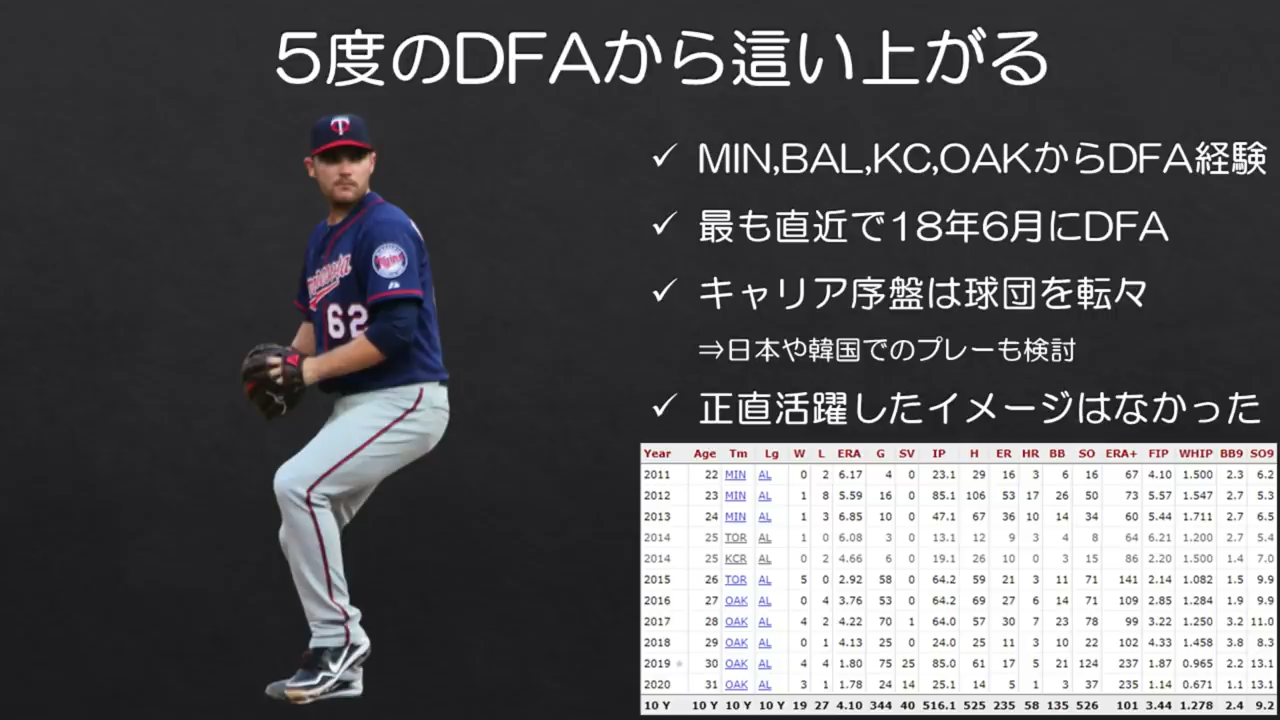 5度のDFAから這い上がる
✓ MIN,BAL,KC,OAKからDFA経験
✓ 最も直近で18年6月にDFA
✓ キャリア序盤は球団を転々
⇒日本や韓国でのプレーも検討
✓ 正直活躍したイメージはなかった
T
Twins
Minnesota
62
Year Age Tm Lg W L ERA G SV IP H ER HR BB SO ERA+ FIP WHIP BB9 SO9
2011 22 MIN AL 0 2 6.17 4 0 23.1 29 16 3 6 16 67 4.10 1.500 2.3 6.2
2012 23 MIN AL 1 8 5.59 16 0 85.1 106 53 17 26 50 73 5.57 1.547 2.7 5.3
2013 24 MIN AL 1 3 6.85 10 0 47.1 67 36 10 14 34 60 5.44 1.711 2.7 6.5
2014 25 TOR AL 1 0 6.08 3 0 13.1 12 9 3 4 8 64 6.21 1.200 2.7 5.4
2014 25 KCR AL 0 2 4.66 6 0 19.1 26 10 0 3 15 86 2.20 1.500 1.4 7.0
2015 26 TOR AL 5 0 2.92 58 0 64.2 59 21 3 11 71 141 2.14 1.082 1.5 9.9
2016 27 OAK AL 0 4 3.76 53 0 64.2 69 27 6 14 71 109 2.85 1.284 1.9 9.9
2017 28 OAK AL 4 2 4.22 70 1 64.0 57 30 7 23 78 99 3.22 1.250 3.2 11.0
2018 29 OAK AL 0 1 4.13 25 0 24.0 25 11 3 10 22 102 4.33 1.458 3.8 8.3
2019 ★ 30 OAK AL 4 4 1.80 75 25 85.0 61 17 5 21 124 237 1.87 0.965 2.2 13.1
2020 31 OAK AL 3 1 1.78 24 14 25.1 14 5 1 3 37 235 1.14 0.671 1.1 13.1
10 Y 10 Y 10 Y 10 Y 19 27 4.10 344 40 516.1 525 235 58 135 526 101 3.44 1.278 2.4 9.2